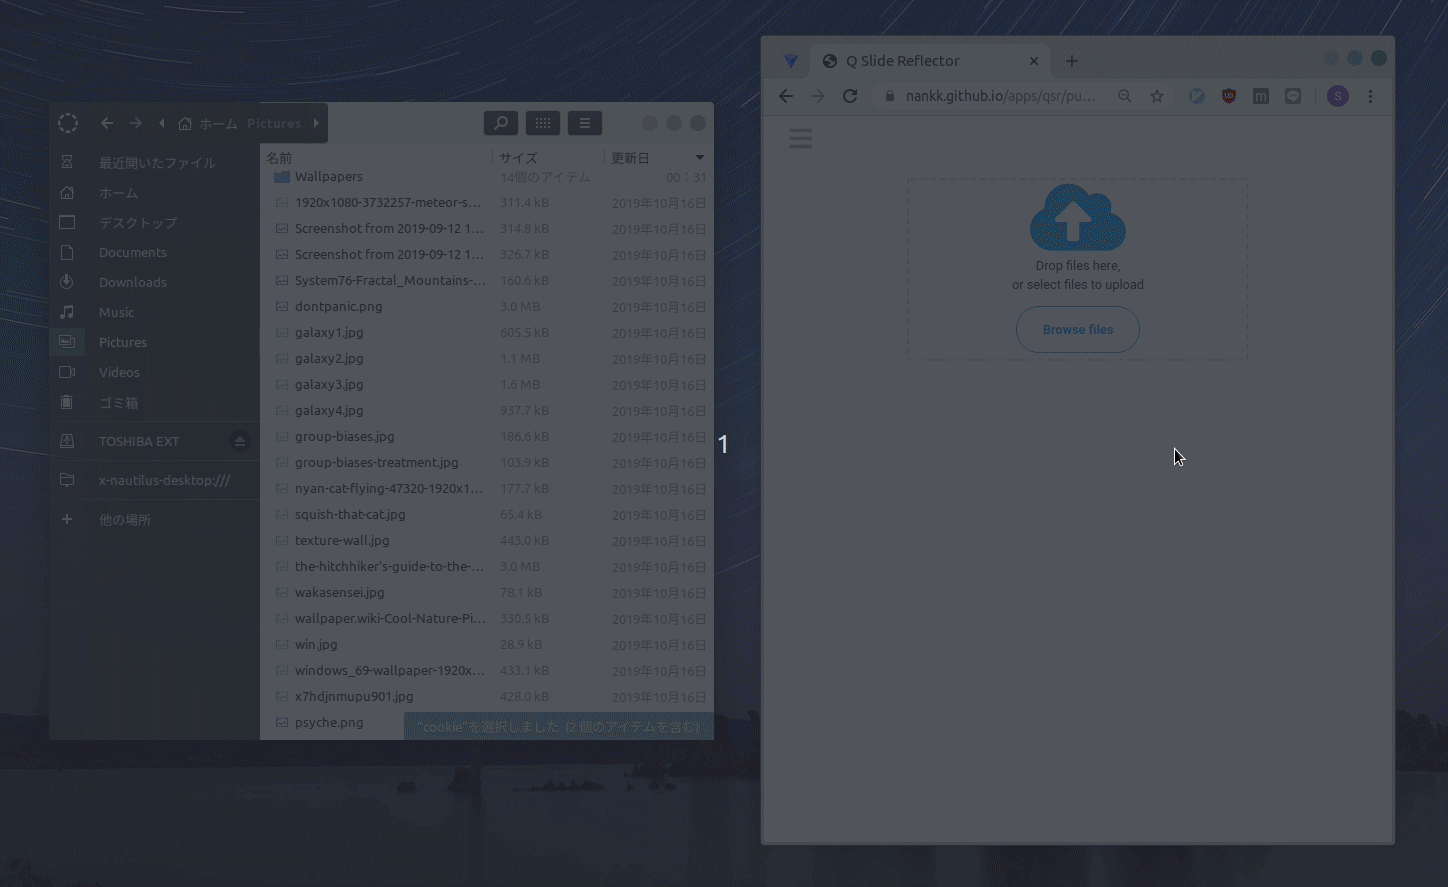 ホーム Pictures
最近開いたファイル
ホーム
デスクトップ
Documents
Downloads
Music
Pictures
Videos
ゴミ箱
TOSHIBA EXT
x-nautilus-desktop:///
他の場所
名前 サイズ 更新日
Wallpapers 14個のアイテム 00：31
1920x1080-3732257-meteor-s... 311.4 kB 2019年10月16日
Screenshot from 2019-09-12 1... 314.8 kB 2019年10月16日
Screenshot from 2019-09-12 1... 326.7 kB 2019年10月16日
System76-Fractal_Mountains-... 160.6 kB 2019年10月16日
dontpanic.png 3.0 MB 2019年10月16日
galaxy1.jpg 605.5 kB 2019年10月16日
galaxy2.jpg 1.1 MB 2019年10月16日
galaxy3.jpg 1.6 MB 2019年10月16日
galaxy4.jpg 937.7 kB 2019年10月16日
group-biases.jpg 186.6 kB 2019年10月16日
group-biases-treatment.jpg 103.9 kB 2019年10月16日
nyan-cat-flying-47320-1920x1... 177.7 kB 2019年10月16日
squish-that-cat.jpg 65.4 kB 2019年10月16日
texture-wall.jpg 443.0 kB 2019年10月16日
the-hitchhiker's-guide-to-the-... 3.0 MB 2019年10月16日
wakasensei.jpg 78.1 kB 2019年10月16日
wallpaper.wiki-Cool-Nature-Pi... 330.5 kB 2019年10月16日
win.jpg 28.9 kB 2019年10月16日
windows_69-wallpaper-1920x... 433.1 kB 2019年10月16日
x7hdjnmupu901.jpg 428.0 kB 2019年10月16日
psyche.png
"cookie"を選択しました (2 個のアイテムを含む)
1
Q Slide Reflector
nankk.github.io/apps/qsr/pu...
S
Drop files here,
or select files to upload
Browse files